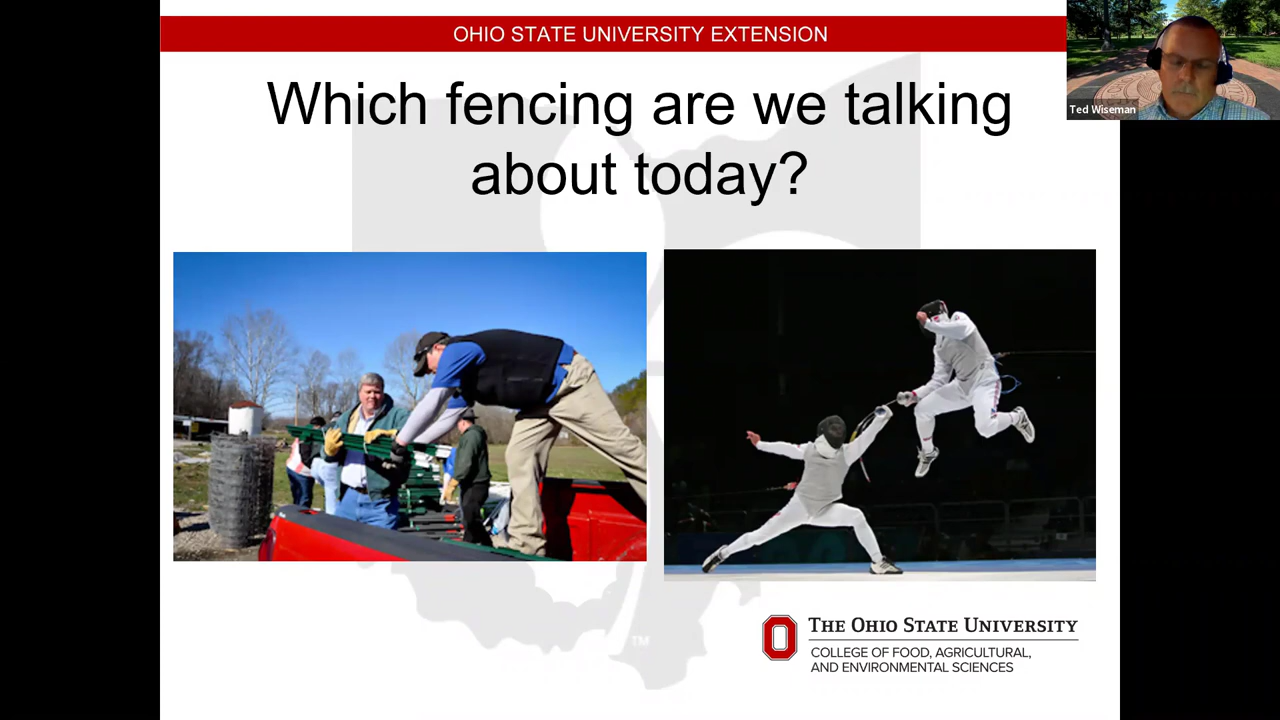 OHIO STATE UNIVERSITY EXTENSION
Which fencing are we talking
about today?
Ted Wiseman
TM
THE OHIO STATE UNIVERSITY
COLLEGE OF FOOD, AGRICULTURAL,
AND ENVIRONMENTAL SCIENCES